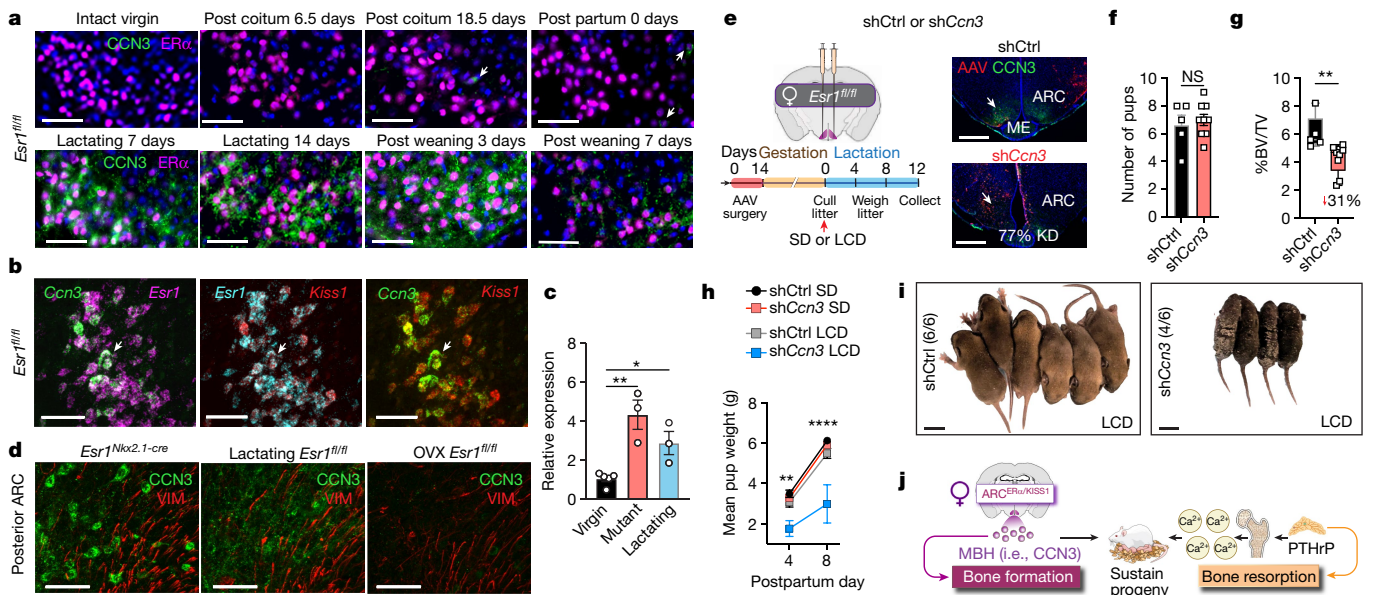 a
Intact virgin
Post coitum 6.5 days
Post coitum 18.5 days
Post partum 0 days
CCN3 ERα
Esr1fl/fl
Lactating 7 days
Lactating 14 days
Post weaning 3 days
Post weaning 7 days
CCN3 ERα
b
Esr1fl/fl
Ccn3
Esr1
Esr1
Kiss1
Ccn3
Kiss1
c
Relative expression
8
6
4
2
0
**
*
Virgin
Mutant
Lactating
d
Posterior ARC
Esr1Nkx2.1-cre
Lactating Esr1fl/fl
OVX Esr1fl/fl
CCN3
VIM
CCN3
VIM
CCN3
VIM
e
shCtrl or shCcn3
♀ Esr1fl/fl
Days Gestation Lactation
0 14 0 4 8 12
AAV
surgery
Cull
litter
Weigh
litter
Collect
SD or LCD
shCtrl
AAV CCN3
ARC
ME
shCcn3
ARC
77% KD
f
Number of pups
10
8
6
4
2
0
NS
shCtrl
shCcn3
g
%BV/TV
10
8
6
4
2
0
**
↓31%
shCtrl
shCcn3
h
shCtrl SD
shCcn3 SD
shCtrl LCD
shCcn3 LCD
Mean pup weight (g)
8
6
4
2
**
****
4 8
Postpartum day
i
shCtrl (6/6)
LCD
shCcn3 (4/6)
LCD
j
♀
ARCERα/KISS1
MBH (i.e., CCN3)
Bone formation
Sustain
progeny
Ca2+
Ca2+
Ca2+
Ca2+
PTHrP
Bone resorption